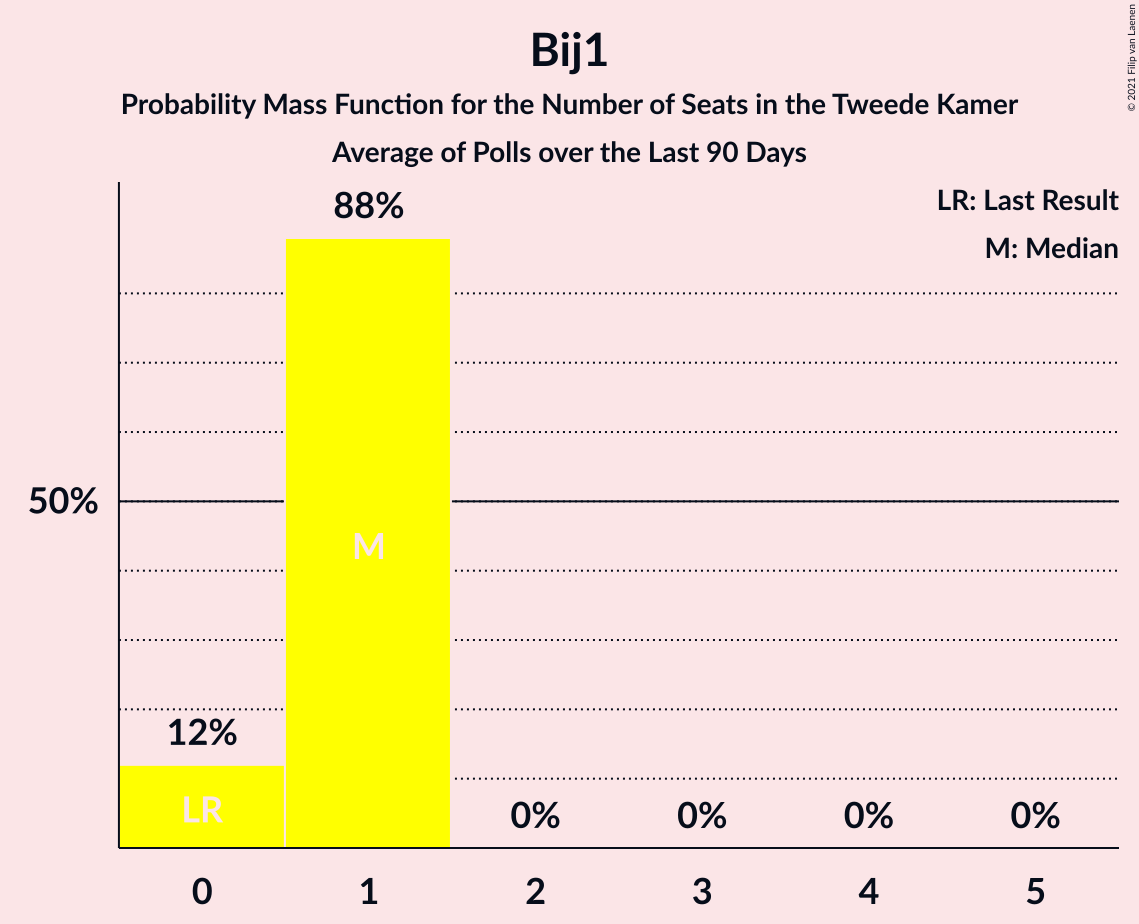 Bij1
Probability Mass Function for the Number of Seats in the Tweede Kamer
Average of Polls over the Last 90 Days
© 2021 Filip van Laenen
LR: Last Result
M: Median
88%
50%
M
12%
LR
0%
0%
0%
0%
0
1
2
3
4
5